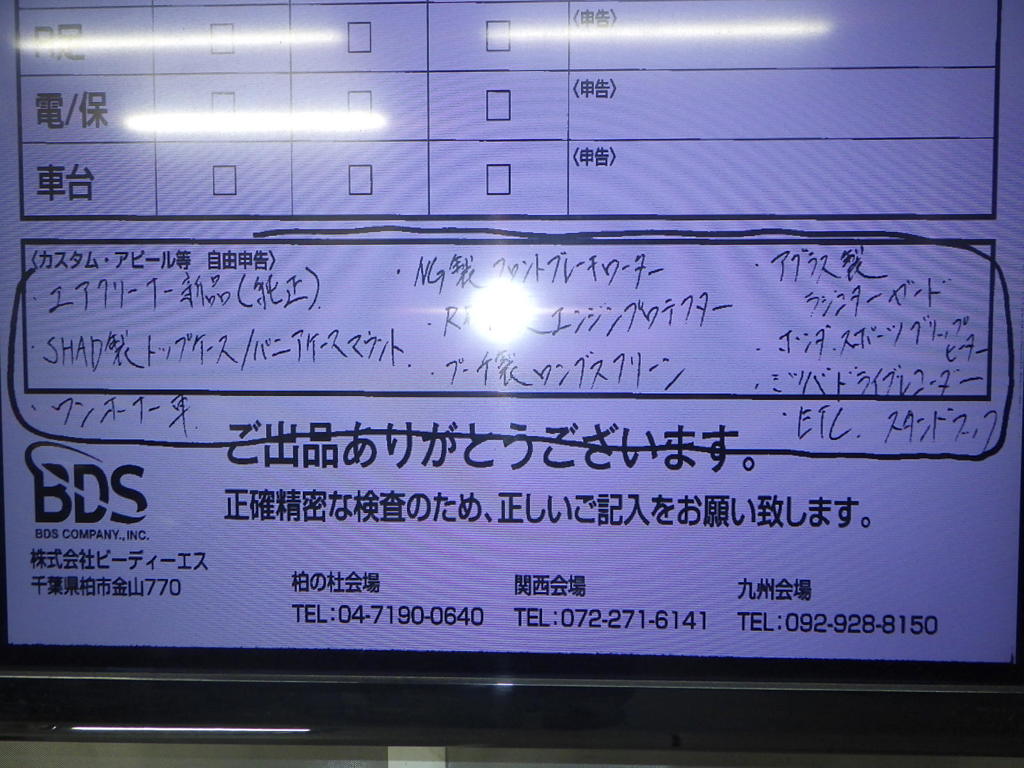 R足 □ □ □ 〈申告〉
電/保 □ □ □ 〈申告〉
車台 □ □ □ 〈申告〉
〈カスタム・アピール等 自由申告〉
・エアクリーナー新品(純正)
・SHAD製トップケース/パニアケースマウント
・ワンオーナー車
・NG製フロントブレーキローター
・R エンジンプロテクター
・プーチ製ロングスクリーン
・アグラス製
ラジエターガード
・ホンダ.スポーツグリップ
ヒーター
・ミツバドライブレコーダー
・ETC. スタンドフック
ご出品ありがとうございます。
正確精密な検査のため、正しいご記入をお願い致します。
BDS
BDS COMPANY.,INC.
株式会社ビーディーエス
千葉県柏市金山770
柏の杜会場
TEL:04-7190-0640
関西会場
TEL:072-271-6141
九州会場
TEL:092-928-8150